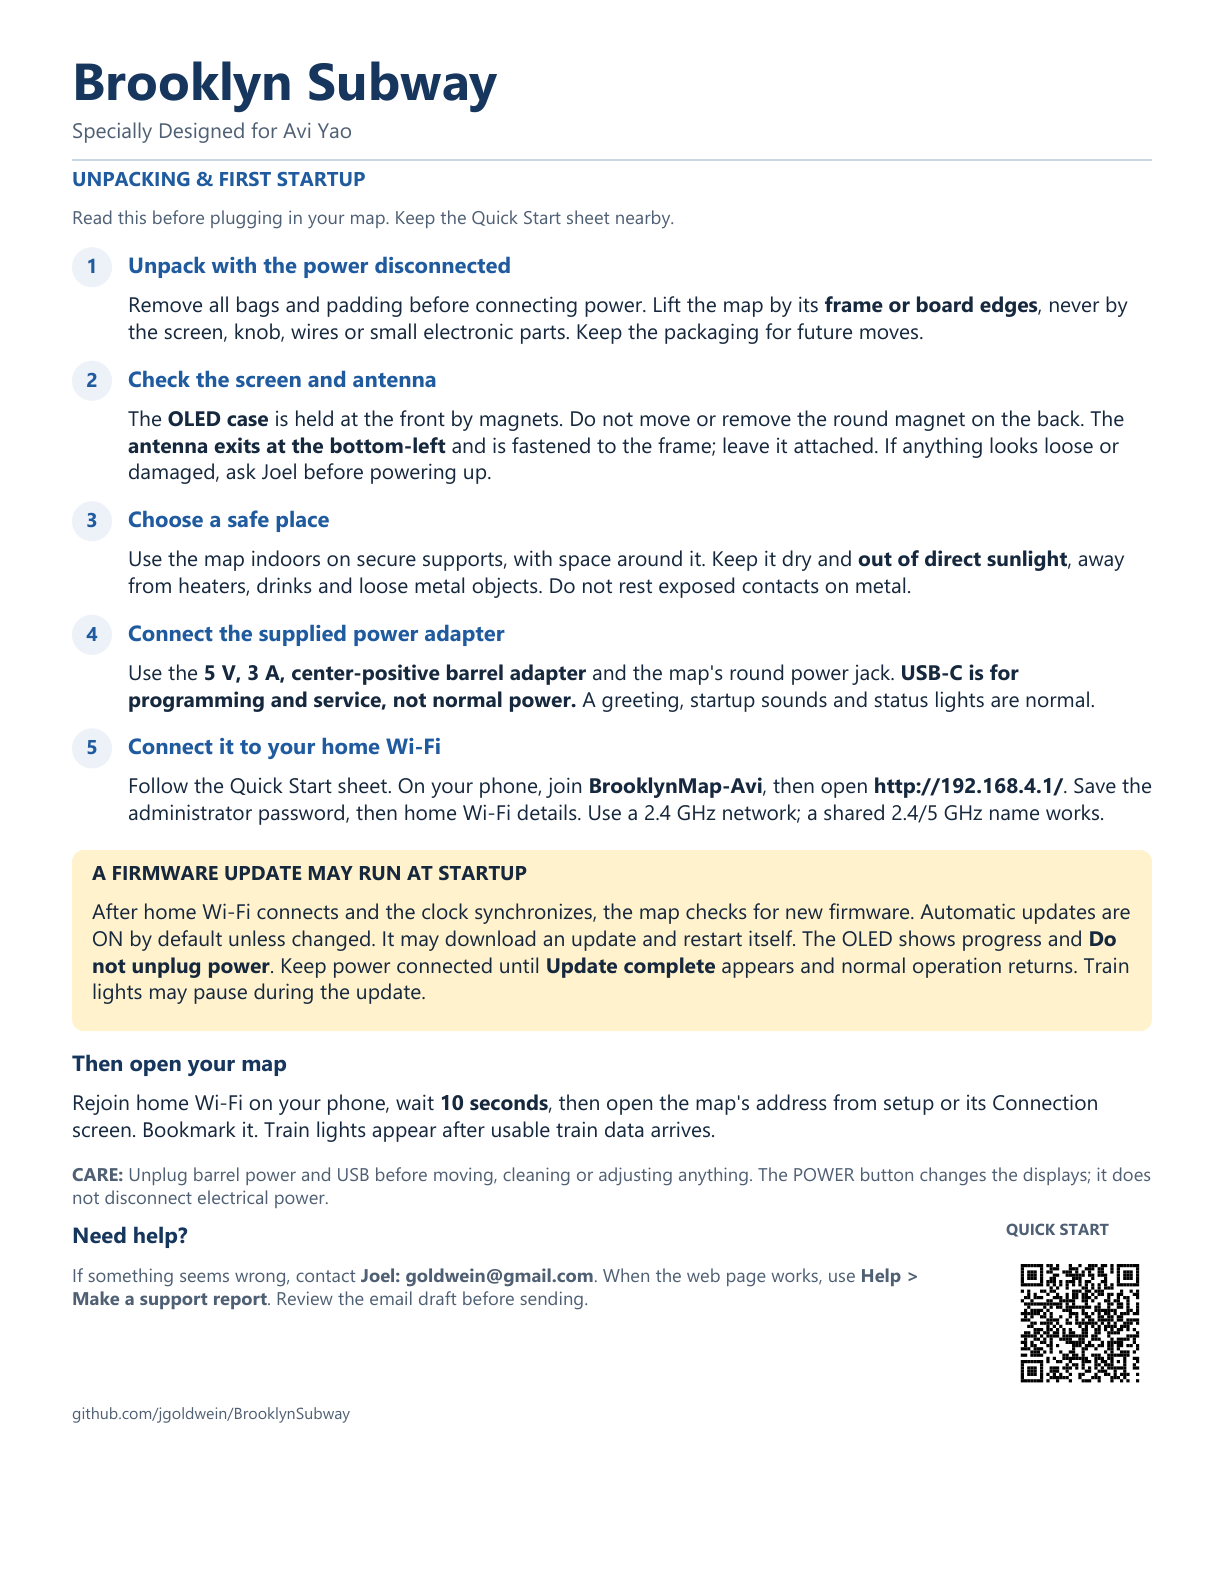 Brooklyn Subway
Specially Designed for Avi Yao
UNPACKING & FIRST STARTUP
Read this before plugging in your map. Keep the Quick Start sheet nearby.
1 Unpack with the power disconnected
Remove all bags and padding before connecting power. Lift the map by its frame or board edges, never by
the screen, knob, wires or small electronic parts. Keep the packaging for future moves.
2 Check the screen and antenna
The OLED case is held at the front by magnets. Do not move or remove the round magnet on the back. The
antenna exits at the bottom-left and is fastened to the frame; leave it attached. If anything looks loose or
damaged, ask Joel before powering up.
3 Choose a safe place
Use the map indoors on secure supports, with space around it. Keep it dry and out of direct sunlight, away
from heaters, drinks and loose metal objects. Do not rest exposed contacts on metal.
4 Connect the supplied power adapter
Use the 5 V, 3 A, center-positive barrel adapter and the map's round power jack. USB-C is for
programming and service, not normal power. A greeting, startup sounds and status lights are normal.
5 Connect it to your home Wi-Fi
Follow the Quick Start sheet. On your phone, join BrooklynMap-Avi, then open http://192.168.4.1/. Save the
administrator password, then home Wi-Fi details. Use a 2.4 GHz network; a shared 2.4/5 GHz name works.
A FIRMWARE UPDATE MAY RUN AT STARTUP
After home Wi-Fi connects and the clock synchronizes, the map checks for new firmware. Automatic updates are
ON by default unless changed. It may download an update and restart itself. The OLED shows progress and Do
not unplug power. Keep power connected until Update complete appears and normal operation returns. Train
lights may pause during the update.
Then open your map
Rejoin home Wi-Fi on your phone, wait 10 seconds, then open the map's address from setup or its Connection
screen. Bookmark it. Train lights appear after usable train data arrives.
CARE: Unplug barrel power and USB before moving, cleaning or adjusting anything. The POWER button changes the displays; it does
not disconnect electrical power.
Need help?
If something seems wrong, contact Joel: goldwein@gmail.com. When the web page works, use Help >
Make a support report. Review the email draft before sending.
QUICK START
github.com/jgoldwein/BrooklynSubway